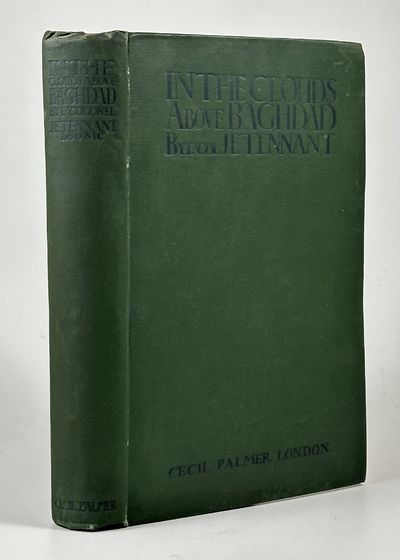 IN THE
CLOUDS ABOVE
BAGHDAD
BY LT COLONEL
J E TENNANT
D S O M C
CECIL PALMER
IN THE CLOUDS
ABOVE BAGHDAD
BY LT COL J E TENNANT
CECIL PALMER LONDON